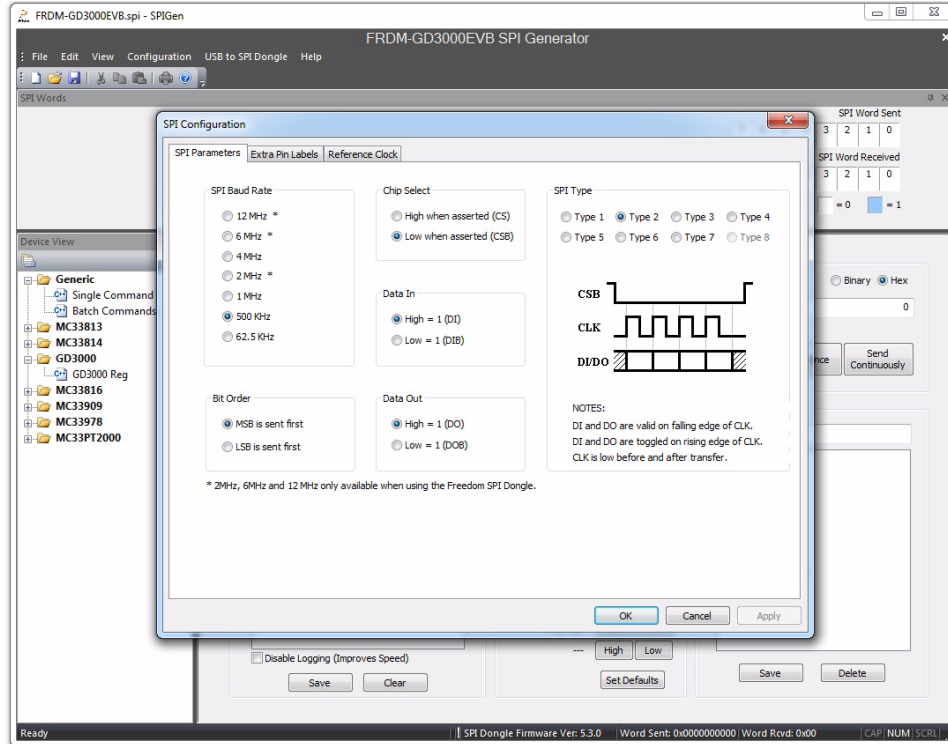 FRDM-GD3000EVB.spi - SPIGen
FRDM-GD3000EVB SPI Generator
File Edit View Configuration USB to SPI Dongle Help
SPI Words
SPI Word Sent
3 2 1 0
SPI Word Received
3 2 1 0
= 0 = 1
Device View
Generic
Single Command
Batch Commands
MC33813
MC33814
GD3000
GD3000 Reg
MC33816
MC33909
MC33978
MC33PT2000
SPI Configuration
SPI Parameters Extra Pin Labels Reference Clock
SPI Baud Rate
12 MHz *
6 MHz *
4 MHz
2 MHz *
1 MHz
500 KHz
62.5 KHz
Chip Select
High when asserted (CS)
Low when asserted (CSB)
Data In
High = 1 (DI)
Low = 1 (DIB)
Bit Order
MSB is sent first
LSB is sent first
Data Out
High = 1 (DO)
Low = 1 (DOB)
SPI Type
Type 1 Type 2 Type 3 Type 4
Type 5 Type 6 Type 7 Type 8
CSB
CLK
DI/DO
NOTES:
DI and DO are valid on falling edge of CLK.
DI and DO are toggled on rising edge of CLK.
CLK is low before and after transfer.
* 2MHz, 6MHz and 12 MHz only available when using the Freedom SPI Dongle.
OK Cancel Apply
Binary Hex
0
Send
Continuously
Disable Logging (Improves Speed)
Save Clear
--- High Low
Set Defaults
Save Delete
Ready
SPI Dongle Firmware Ver: 5.3.0 Word Sent: 0x0000000000 Word Rcvd: 0x00
CAP NUM SCRL